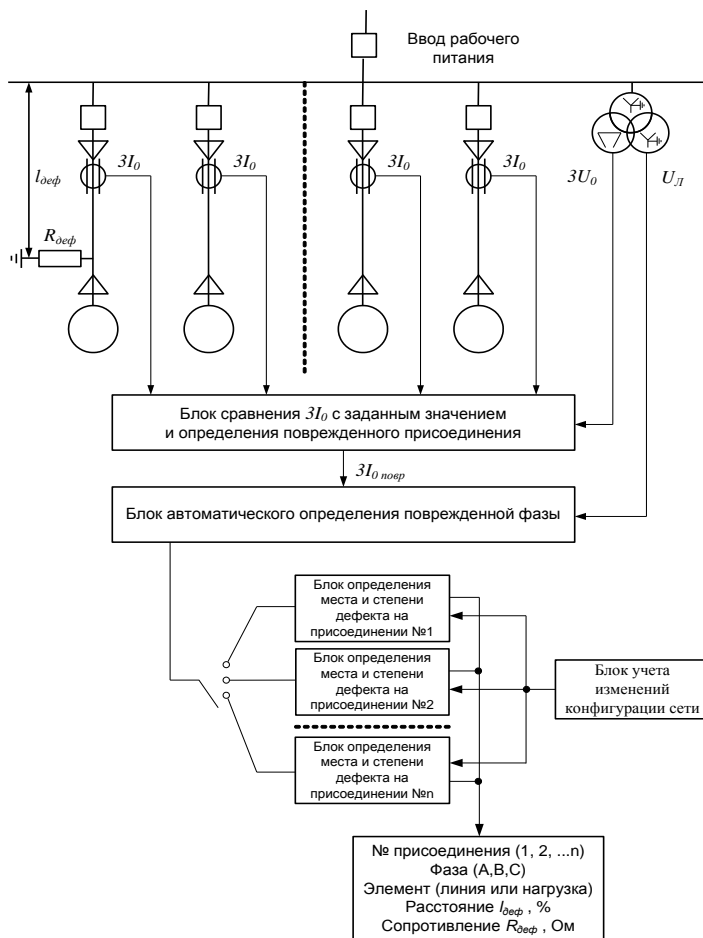 Ввод рабочего
питания
3I0
3I0
3I0
3I0
3U0
UЛ
lдеф
Rдеф
Блок сравнения 3I0 с заданным значением
и определения поврежденного присоединения
3I0 повр
Блок автоматического определения поврежденной фазы
Блок определения
места и степени
дефекта на
присоединении №1
Блок определения
места и степени
дефекта на
присоединении №2
Блок учета
изменений
конфигурации сети
Блок определения
места и степени
дефекта на
присоединении №n
№ присоединения (1, 2, ...n)
Фаза (A,B,C)
Элемент (линия или нагрузка)
Расстояние lдеф , %
Сопротивление Rдеф , Ом